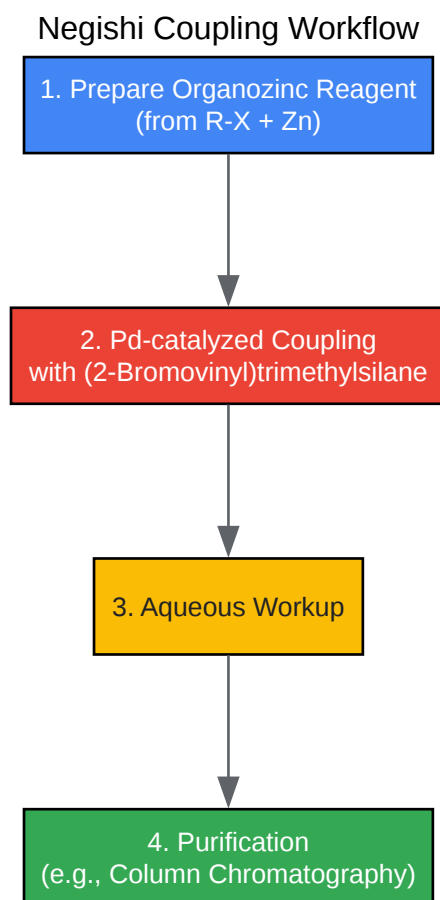 Negishi Coupling Workflow
1. Prepare Organozinc Reagent
(from R-X + Zn)
2. Pd-catalyzed Coupling
with (2-Bromovinyl)trimethylsilane
3. Aqueous Workup
4. Purification
(e.g., Column Chromatography)